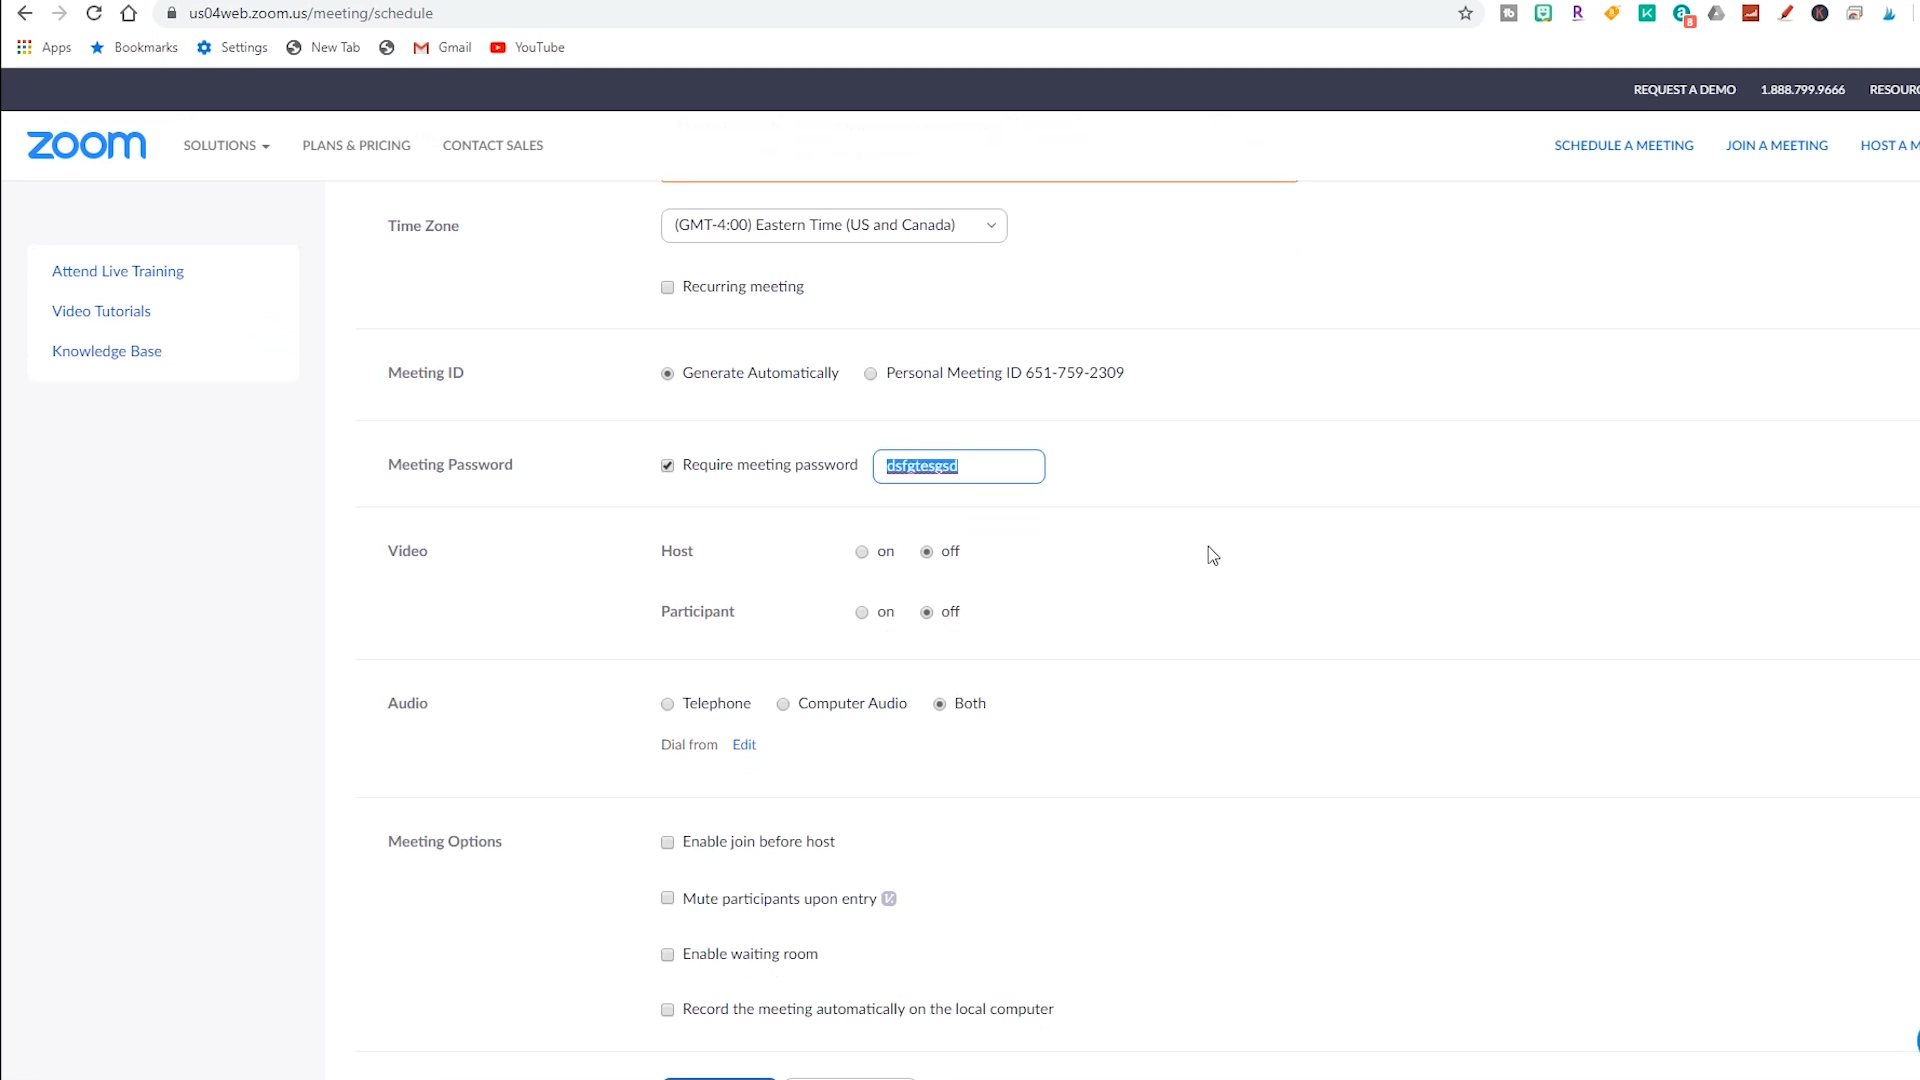 us04web.zoom.us/meeting/schedule
Apps Bookmarks Settings New Tab Gmail YouTube
REQUEST A DEMO 1.888.799.9666 RESOURC
zoom SOLUTIONS PLANS & PRICING CONTACT SALES SCHEDULE A MEETING JOIN A MEETING HOST A M
Attend Live Training
Video Tutorials
Knowledge Base
Time Zone (GMT-4:00) Eastern Time (US and Canada)
Recurring meeting
Meeting ID Generate Automatically Personal Meeting ID 651-759-2309
Meeting Password Require meeting password dsfgtesgsd
Video Host on off
Participant on off
Audio Telephone Computer Audio Both
Dial from Edit
Meeting Options Enable join before host
Mute participants upon entry
Enable waiting room
Record the meeting automatically on the local computer